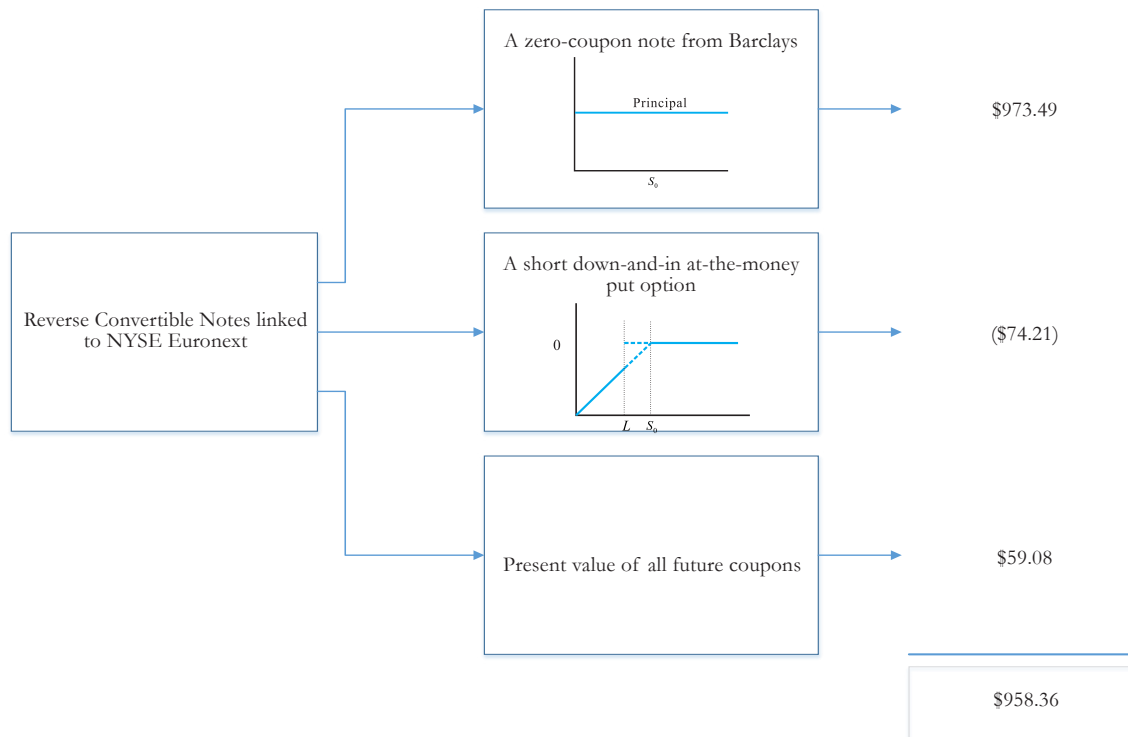 A zero-coupon note from Barclays
Principal
S₀
$973.49
Reverse Convertible Notes linked
to NYSE Euronext
A short down-and-in at-the-money
put option
0
L S₀
($74.21)
Present value of all future coupons
$59.08
$958.36